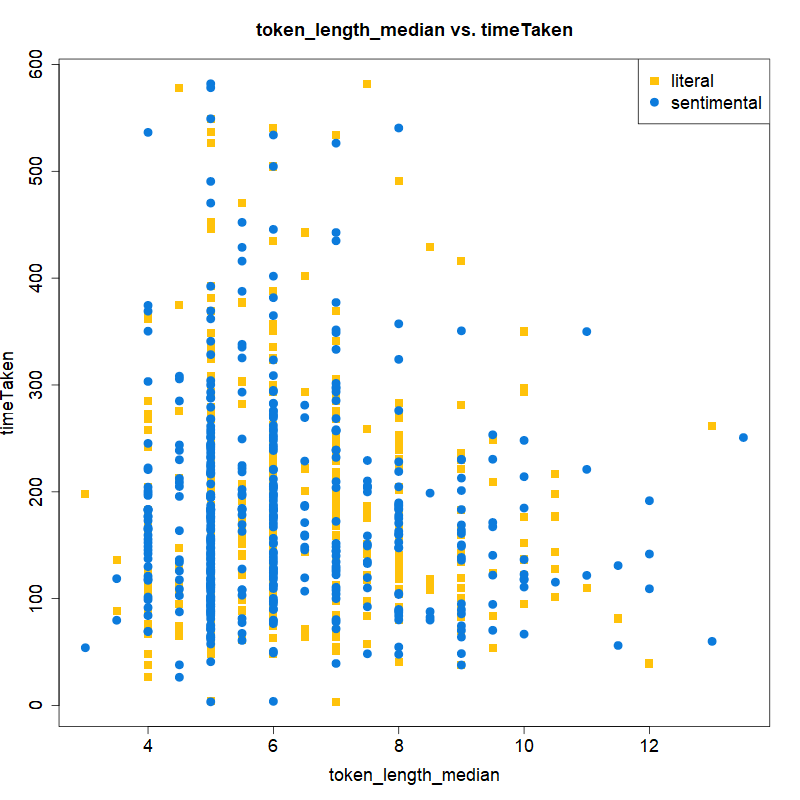 token_length_median vs. timeTaken
literal
sentimental
timeTaken
600
500
400
300
200
100
0
4 6 8 10 12
token_length_median